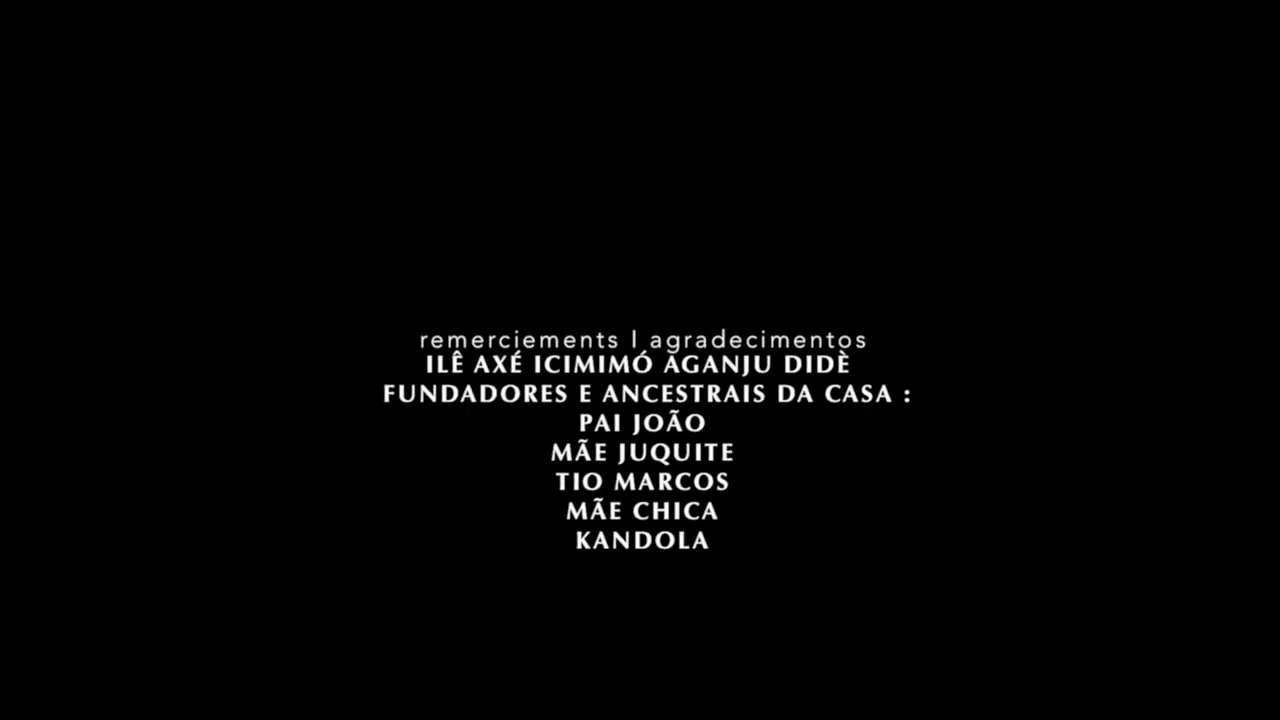 remerciements | agradecimentos
ILÊ AXÉ ICIMIMÓ AGANJU DIDÈ
FUNDADORES E ANCESTRAIS DA CASA :
PAI JOÃO
MÃE JUQUITE
TIO MARCOS
MÃE CHICA
KANDOLA